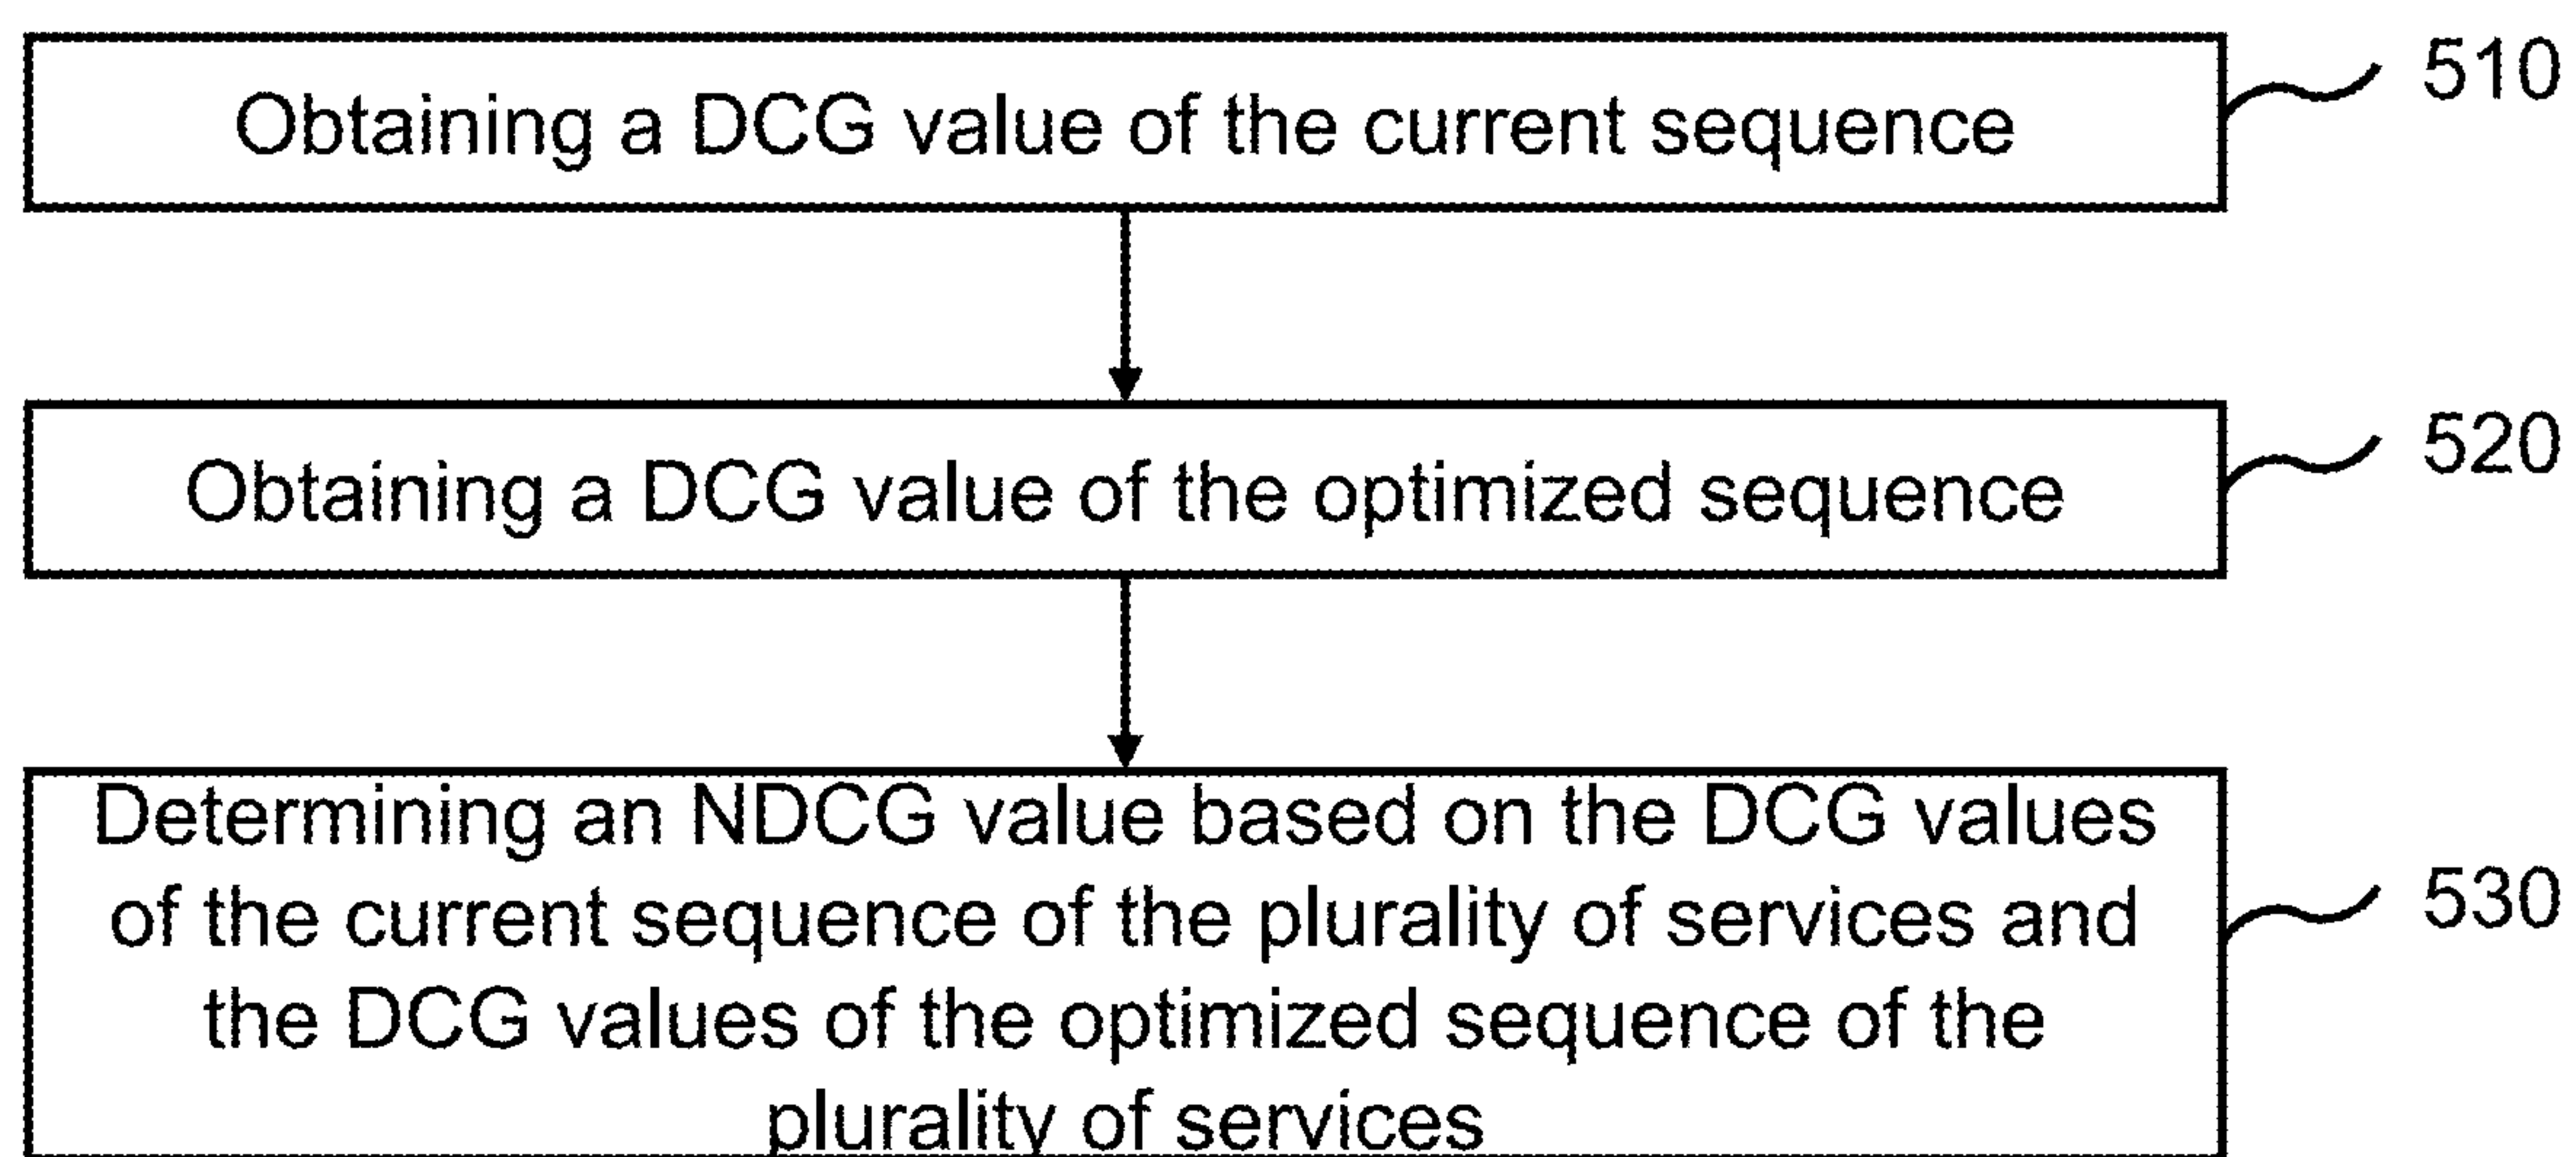 Obtaining a DCG value of the current sequence
510
Obtaining a DCG value of the optimized sequence
520
Determining an NDCG value based on the DCG values
of the current sequence of the plurality of services and
the DCG values of the optimized sequence of the
plurality of services
530